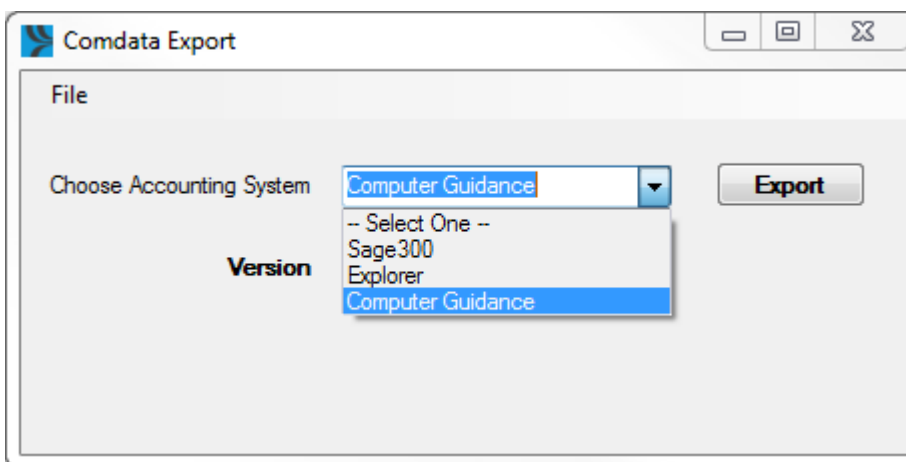 Comdata Export
File
Choose Accounting System Computer Guidance Export
-- Select One --
Sage300
Version
Explorer
Computer Guidance